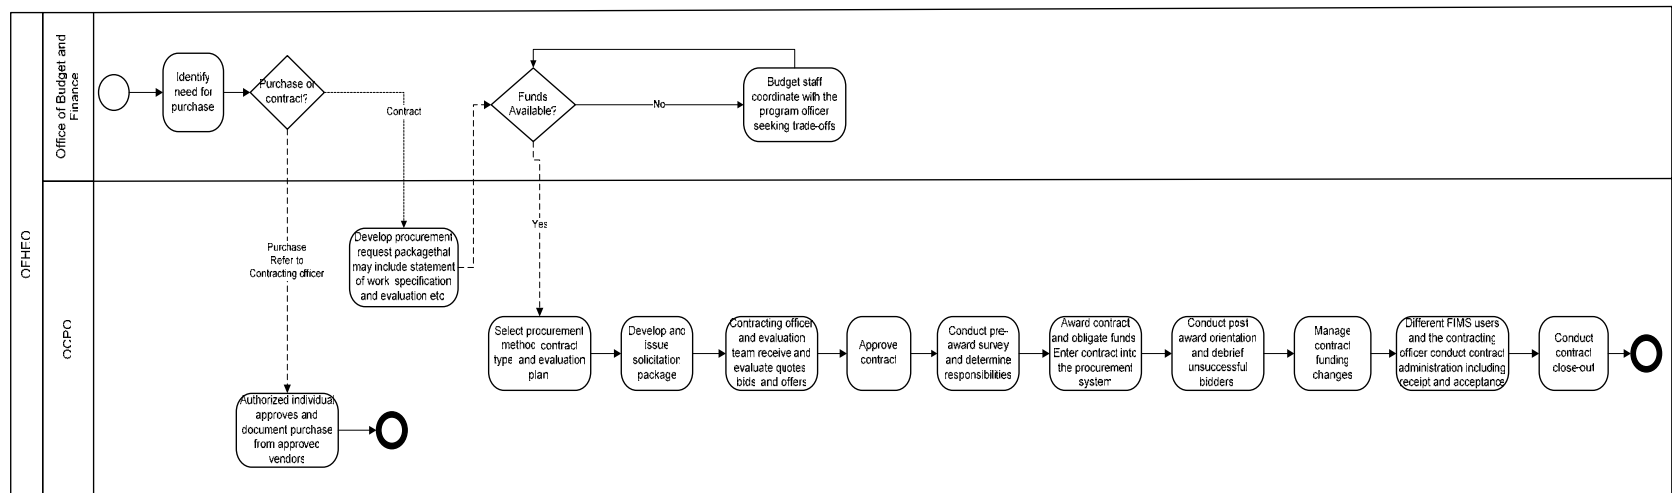 OFHEO
Office of Budget and
Finance
Identify
need for
purchase
Purchase or
contract?
Contract
Funds
Available?
No
Budget staff
coordinate with the
program officer
seeking trade-offs
OCPO
Yes
Purchase
Refer to
Contracting officer
Develop procurement
request packagethat
may include statement
of work specification
and evaluation etc
Select procurement
method contract
type and evaluation
plan
Develop and
issue
solicitation
package
Contracting officer
and evaluation
team receive and
evaluate quotes
bids and offers
Approve
contract
Conduct pre-
award survey
and determine
responsibilities
Award contract
and obligate funds
Enter contract into
the procurement
system
Conduct post
award orientation
and debrief
unsuccessful
bidders
Manage
contract
funding
changes
Different FIMS users
and the contracting
officer conduct contract
administration including
receipt and acceptance
Conduct
contract
close-out
Authorized individual
approves and
document purchase
from approved
vendors